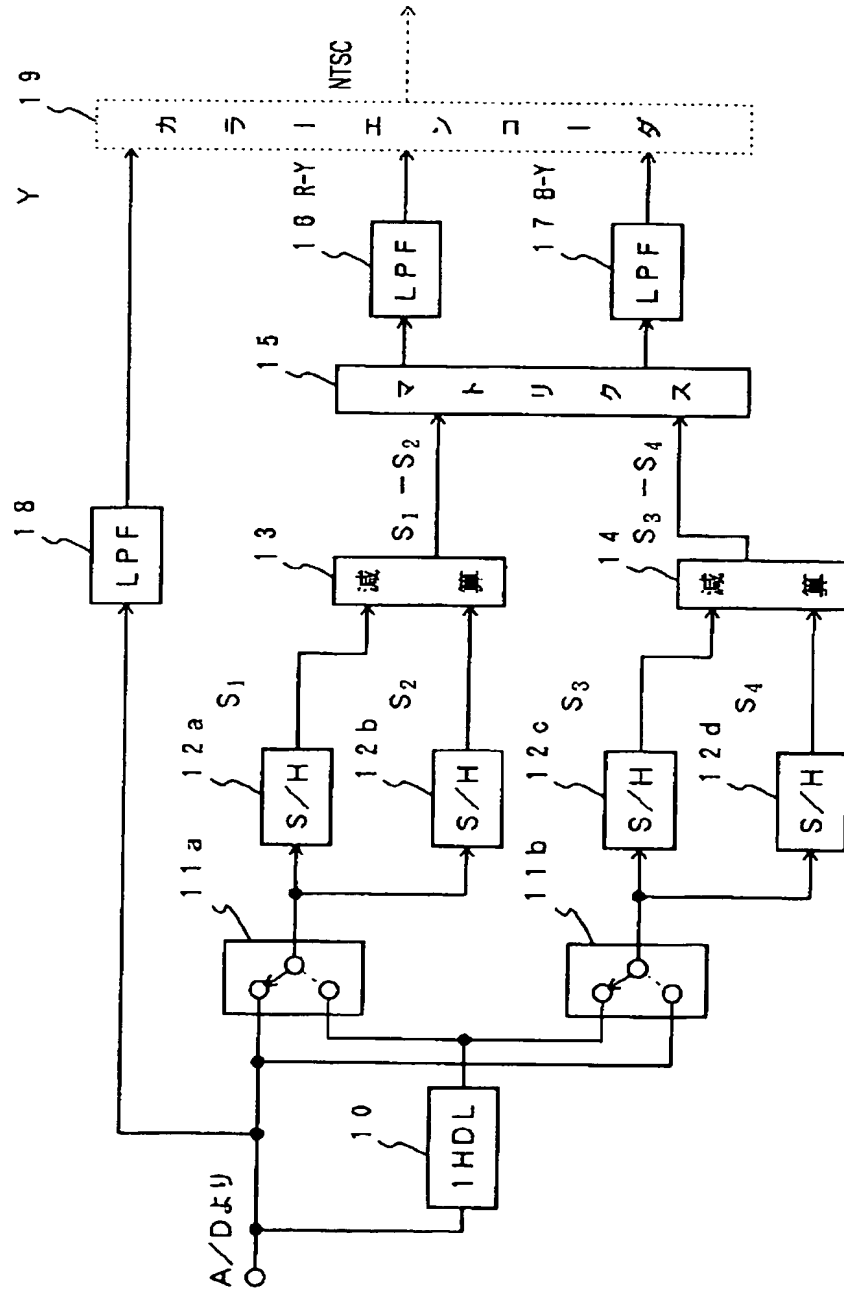 A/Dより
10
1HDL
11a
11b
12a
S/H
S₁
12b
S/H
S₂
12c
S/H
S₃
12d
S/H
S₄
13
減算
S₁-S₂
14
減算
S₃-S₄
15
マトリクス
16 R-Y
LPF
17 B-Y
LPF
18
LPF
Y
19
カラーエンコーダ
NTSC